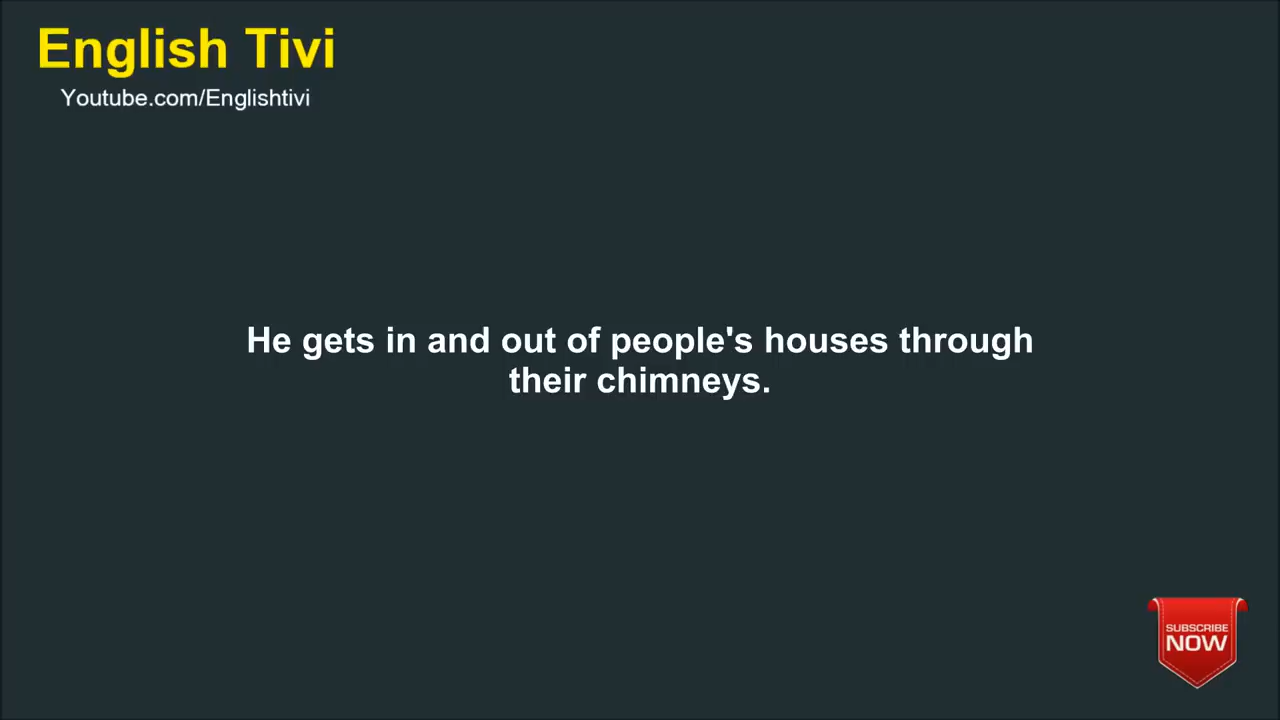 English Tivi
Youtube.com/Englishtivi
He gets in and out of people's houses through
their chimneys.
SUBSCRIBE
NOW